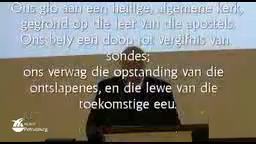 Ons glo aan een heilige, algemene kerk,
gegrond op die leer van die apostels.
Ons bely een doop tot vergifnis van
sondes;
ons verwag die opstanding van die
ontslapenes, en die lewe van die
toekomstige eeu.